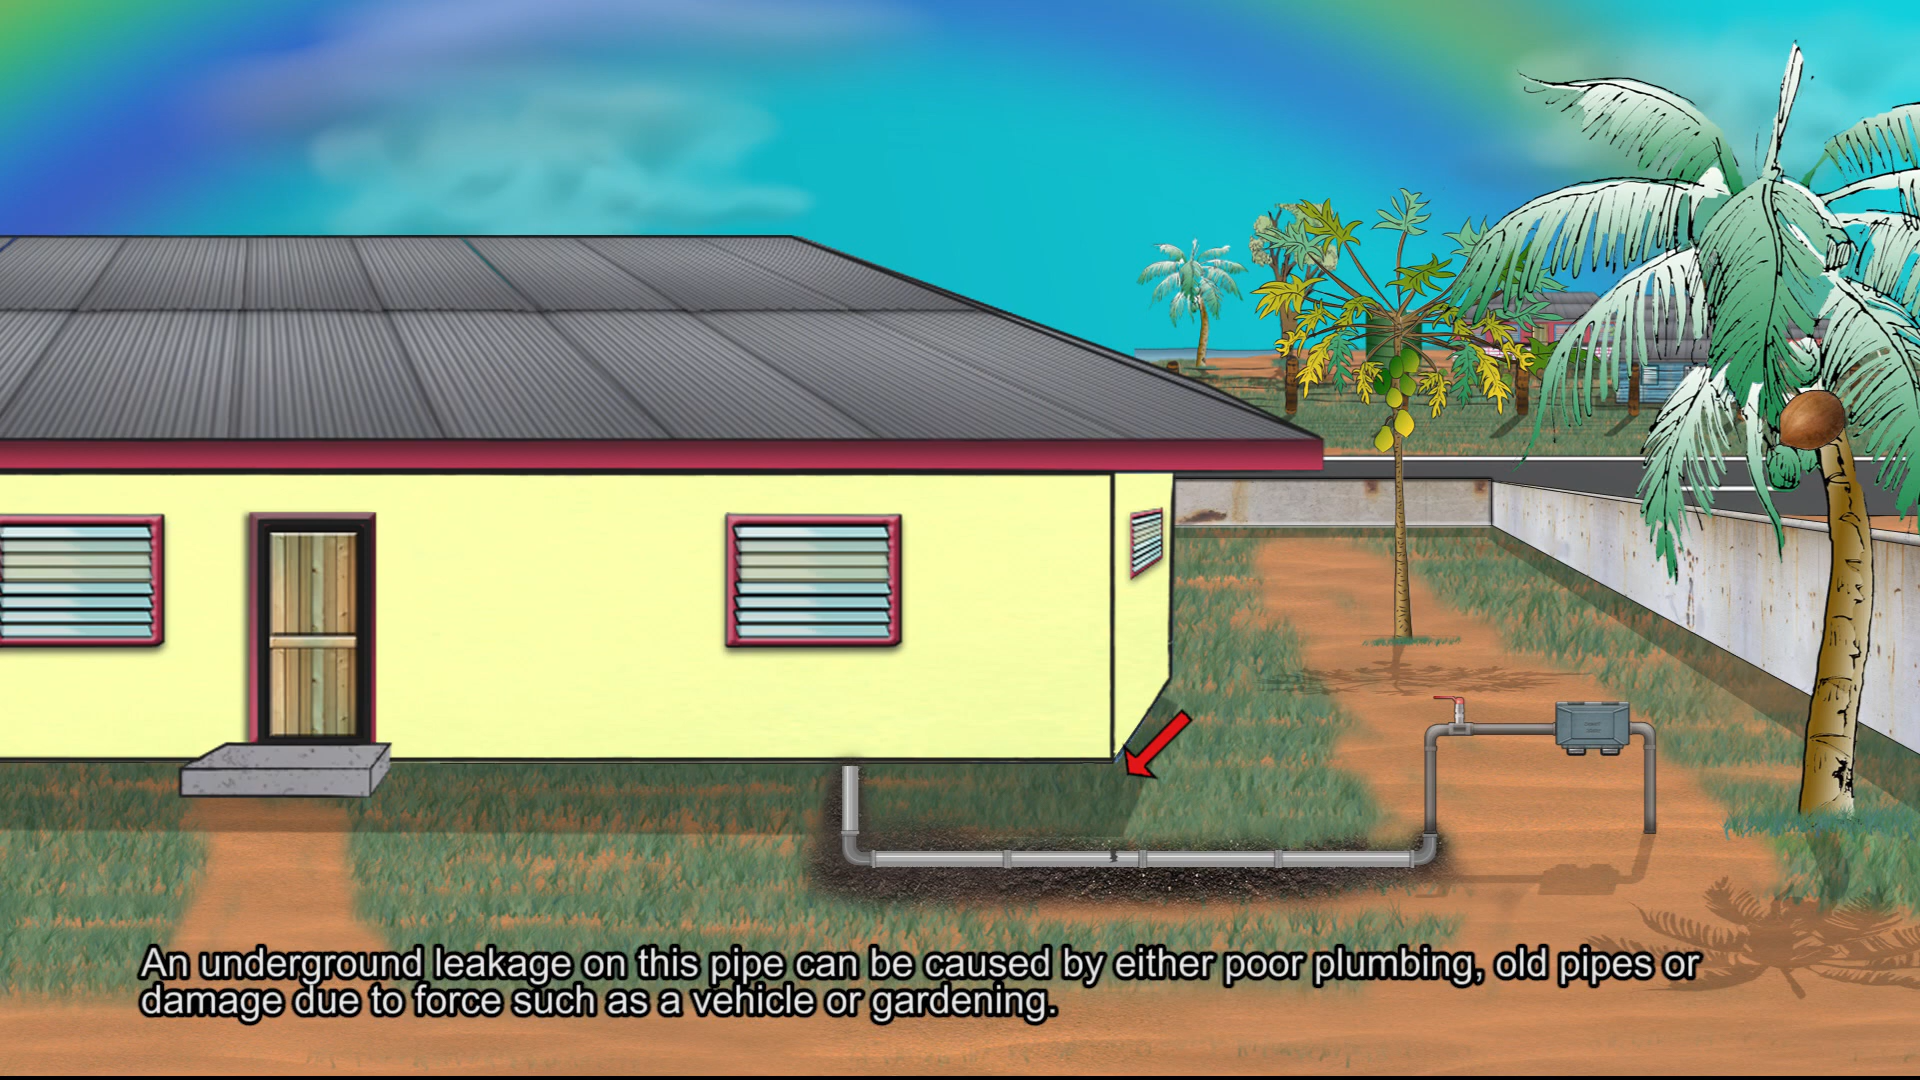 An underground leakage on this pipe can be caused by either poor plumbing, old pipes or
damage due to force such as a vehicle or gardening.